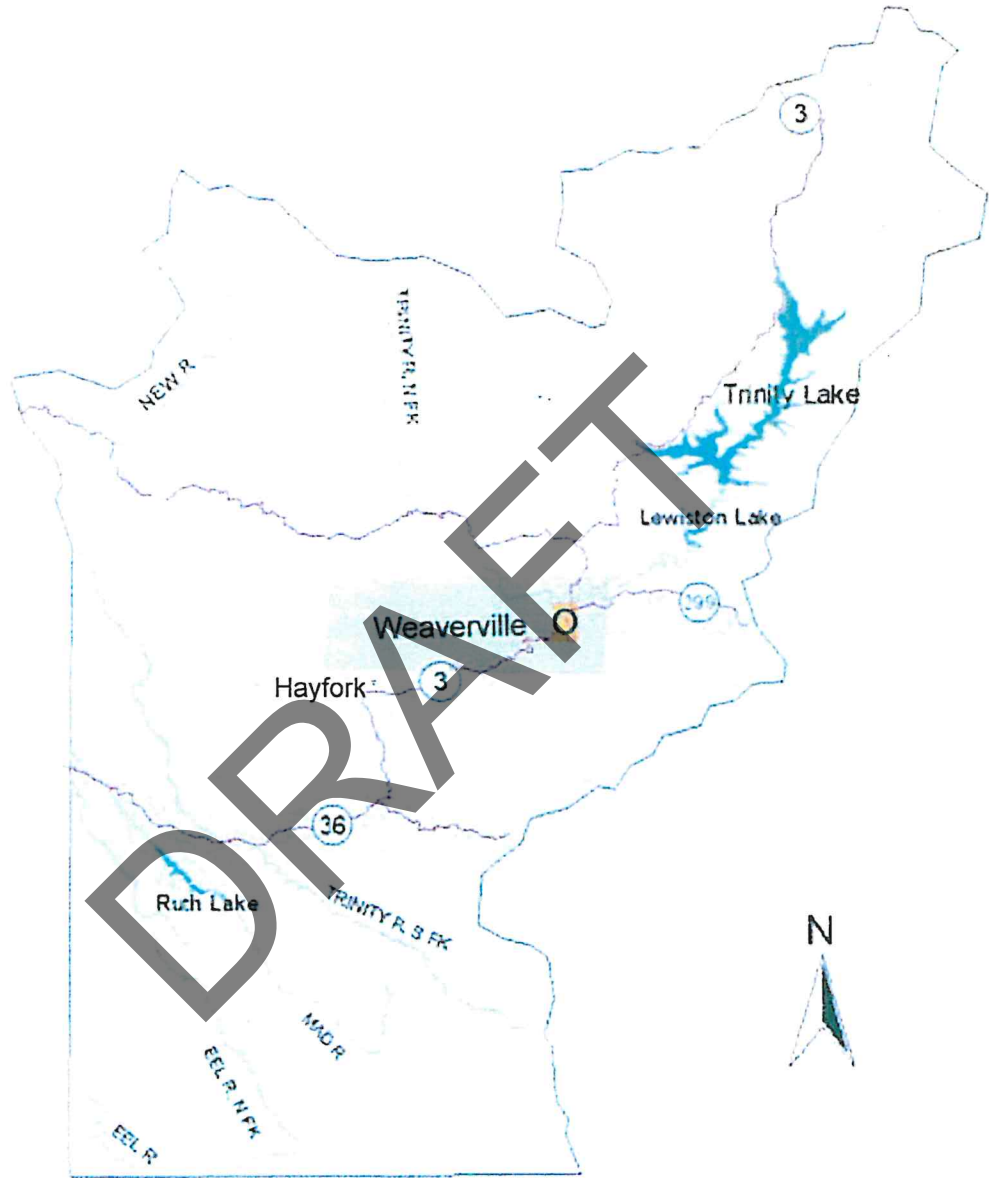 3
NEW R
TRINITY R, N FK
Trinity Lake
Lewiston Lake
299
Weaverville
3
Hayfork
36
Ruth Lake
TRINITY R, S FK
N
MAD R
EEL R, N FK
EEL R
DRAFT